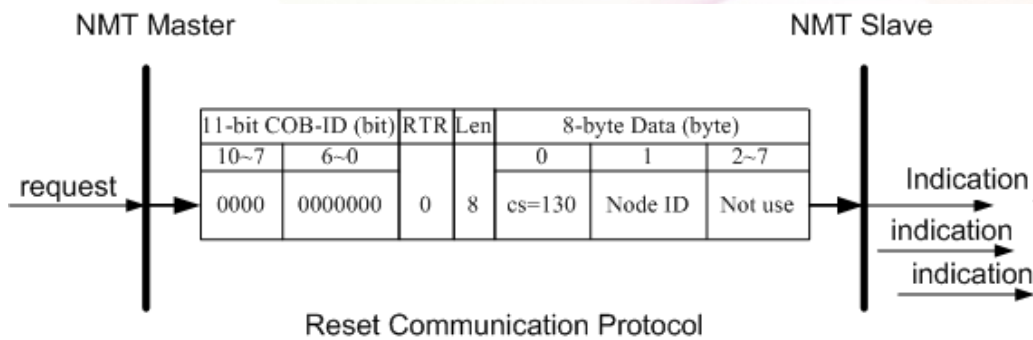 NMT Master
NMT Slave
11-bit COB-ID (bit) RTR Len 8-byte Data (byte)
10~7 6~0 0 1 2~7
request 0000 0000000 0 8 cs=130 Node ID Not use Indication
indication
indication
Reset Communication Protocol